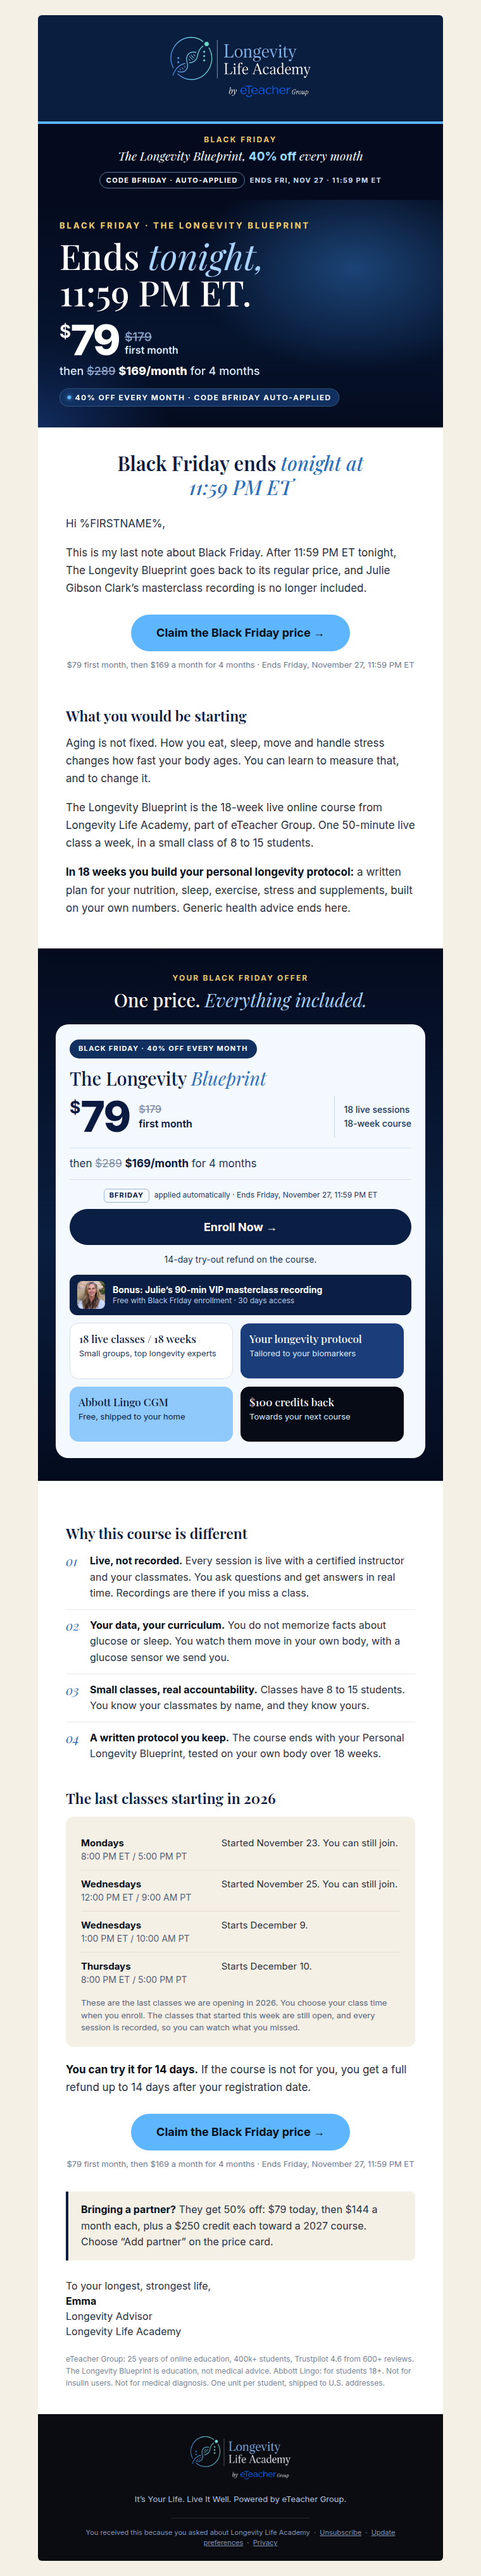 Longevity
Life Academy
by eTeacher Group
BLACK FRIDAY
The Longevity Blueprint, 40% off every month
CODE BFRIDAY · AUTO-APPLIED ENDS FRI, NOV 27 · 11:59 PM ET
BLACK FRIDAY · THE LONGEVITY BLUEPRINT
Ends tonight,
11:59 PM ET.
$79 $179
first month
then $289 $169/month for 4 months
40% OFF EVERY MONTH · CODE BFRIDAY AUTO-APPLIED
Black Friday ends tonight at
11:59 PM ET
Hi %FIRSTNAME%,
This is my last note about Black Friday. After 11:59 PM ET tonight,
The Longevity Blueprint goes back to its regular price, and Julie
Gibson Clark’s masterclass recording is no longer included.
Claim the Black Friday price →
$79 first month, then $169 a month for 4 months · Ends Friday, November 27, 11:59 PM ET
What you would be starting
Aging is not fixed. How you eat, sleep, move and handle stress
changes how fast your body ages. You can learn to measure that,
and to change it.
The Longevity Blueprint is the 18-week live online course from
Longevity Life Academy, part of eTeacher Group. One 50-minute live
class a week, in a small class of 8 to 15 students.
In 18 weeks you build your personal longevity protocol: a written
plan for your nutrition, sleep, exercise, stress and supplements, built
on your own numbers. Generic health advice ends here.
YOUR BLACK FRIDAY OFFER
One price. Everything included.
BLACK FRIDAY · 40% OFF EVERY MONTH
The Longevity Blueprint
$79 $179
first month
18 live sessions
18-week course
then $289 $169/month for 4 months
BFRIDAY applied automatically · Ends Friday, November 27, 11:59 PM ET
Enroll Now →
14-day try-out refund on the course.
Bonus: Julie’s 90-min VIP masterclass recording
Free with Black Friday enrollment · 30 days access
18 live classes / 18 weeks
Small groups, top longevity experts
Your longevity protocol
Tailored to your biomarkers
Abbott Lingo CGM
Free, shipped to your home
$100 credits back
Towards your next course
Why this course is different
01 Live, not recorded. Every session is live with a certified instructor
and your classmates. You ask questions and get answers in real
time. Recordings are there if you miss a class.
02 Your data, your curriculum. You do not memorize facts about
glucose or sleep. You watch them move in your own body, with a
glucose sensor we send you.
03 Small classes, real accountability. Classes have 8 to 15 students.
You know your classmates by name, and they know yours.
04 A written protocol you keep. The course ends with your Personal
Longevity Blueprint, tested on your own body over 18 weeks.
The last classes starting in 2026
Mondays Started November 23. You can still join.
8:00 PM ET / 5:00 PM PT
Wednesdays Started November 25. You can still join.
12:00 PM ET / 9:00 AM PT
Wednesdays Starts December 9.
1:00 PM ET / 10:00 AM PT
Thursdays Starts December 10.
8:00 PM ET / 5:00 PM PT
These are the last classes we are opening in 2026. You choose your class time
when you enroll. The classes that started this week are still open, and every
session is recorded, so you can watch what you missed.
You can try it for 14 days. If the course is not for you, you get a full
refund up to 14 days after your registration date.
Claim the Black Friday price →
$79 first month, then $169 a month for 4 months · Ends Friday, November 27, 11:59 PM ET
Bringing a partner? They get 50% off: $79 today, then $144 a
month each, plus a $250 credit each toward a 2027 course.
Choose “Add partner” on the price card.
To your longest, strongest life,
Emma
Longevity Advisor
Longevity Life Academy
eTeacher Group: 25 years of online education, 400k+ students, Trustpilot 4.6 from 600+ reviews.
The Longevity Blueprint is education, not medical advice. Abbott Lingo: for students 18+. Not for
insulin users. Not for medical diagnosis. One unit per student, shipped to U.S. addresses.
Longevity
Life Academy
by eTeacher Group
It’s Your Life. Live It Well. Powered by eTeacher Group.
You received this because you asked about Longevity Life Academy · Unsubscribe · Update
preferences · Privacy